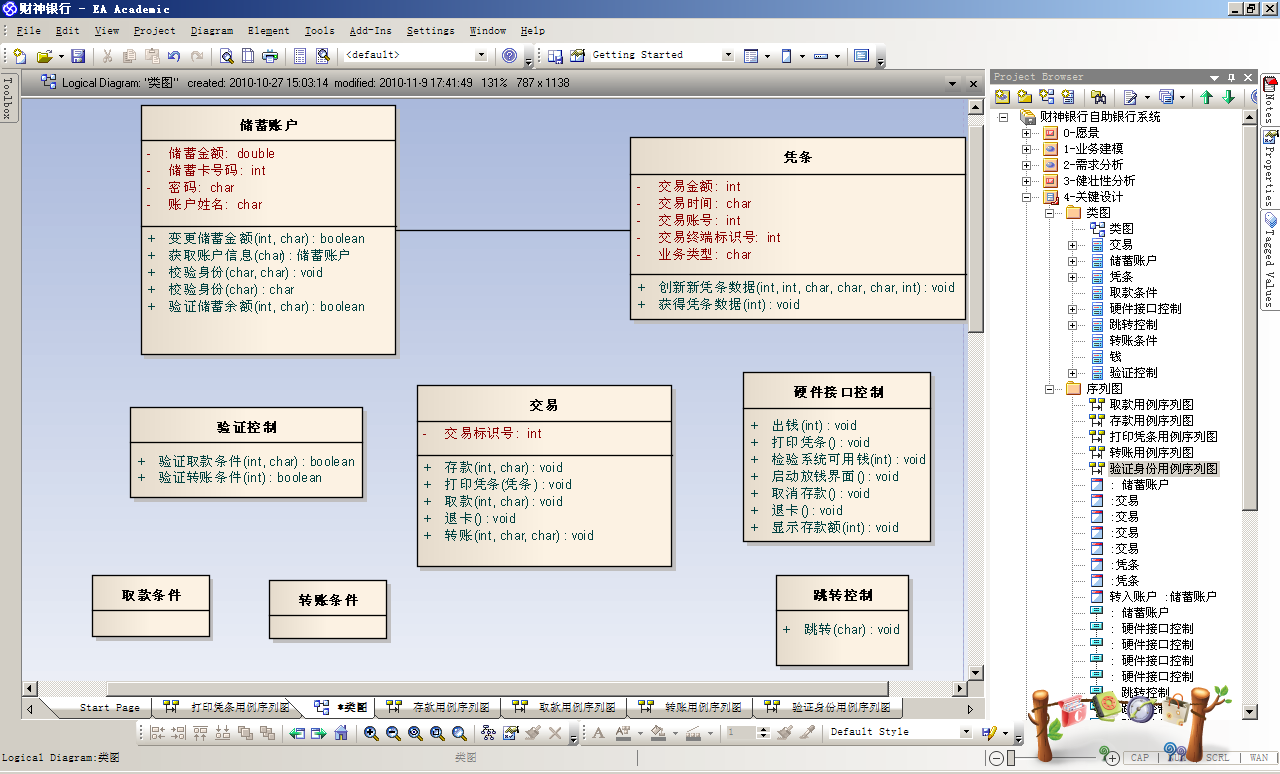 财神银行 - EA Academic
File Edit View Project Diagram Element Tools Add-Ins Settings Window Help
<default>
Getting Started
Toolbox
Logical Diagram: "类图" created: 2010-10-27 15:03:14 modified: 2010-11-9 17:41:49 131% 787 x 1138
储蓄账户
- 储蓄金额: double
- 储蓄卡号码: int
- 密码: char
- 账户姓名: char
+ 变更储蓄金额(int, char) : boolean
+ 获取账户信息(char) : 储蓄账户
+ 校验身份(char, char) : void
+ 校验身份(char) : char
+ 验证储蓄余额(int, char) : boolean
凭条
- 交易金额: int
- 交易时间: char
- 交易账号: int
- 交易终端标识号: int
- 业务类型: char
+ 创新新凭条数据(int, int, char, char, char, int) : void
+ 获得凭条数据(int) : void
验证控制
+ 验证取款条件(int, char) : boolean
+ 验证转账条件(int) : boolean
交易
- 交易标识号: int
+ 存款(int, char) : void
+ 打印凭条(凭条) : void
+ 取款(int, char) : void
+ 退卡() : void
+ 转账(int, char, char) : void
硬件接口控制
+ 出钱(int) : void
+ 打印凭条() : void
+ 检验系统可用钱(int) : void
+ 启动放钱界面() : void
+ 取消存款() : void
+ 退卡() : void
+ 显示存款额(int) : void
取款条件
转账条件
跳转控制
+ 跳转(char) : void
Start Page 打印凭条用例序列图 *类图 存款用例序列图 取款用例序列图 转账用例序列图 验证身份用例序列图
1
Default Style
Project Browser
财神银行自助银行系统
0-愿景
1-业务建模
2-需求分析
3-健壮性分析
4-关键设计
类图
类图
交易
储蓄账户
凭条
取款条件
硬件接口控制
跳转控制
转账条件
钱
验证控制
序列图
取款用例序列图
存款用例序列图
打印凭条用例序列图
转账用例序列图
验证身份用例序列图
: 储蓄账户
:交易
:交易
:交易
:交易
:凭条
:凭条
转入账户 :储蓄账户
: 储蓄账户
: 硬件接口控制
: 硬件接口控制
: 硬件接口控制
: 硬件接口控制
: 跳转控制
Notes
Properties
Tagged Values
Logical Diagram:类图
类图
CAP
SCRL
WAN